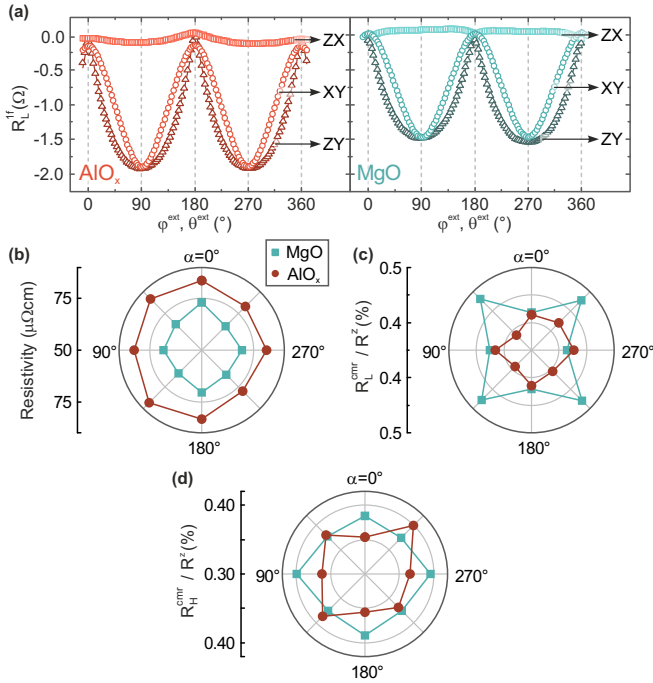 (a)
0.0
-0.5
-1.0
-1.5
-2.0
R_L^1f (Ω)
ZX
XY
ZY
AlOₓ
ZX
XY
ZY
MgO
0 90 180 270 360
0 90 180 270 360
φ^ext, θ^ext (°)
φ^ext, θ^ext (°)
(b)
MgO
AlOₓ
α=0°
75
50
75
Resistivity (μΩcm)
90°
270°
180°
(c)
α=0°
0.5
0.4
0.4
0.5
R_L^cmr / R^z (%)
90°
270°
180°
(d)
α=0°
0.40
0.30
0.40
R_H^cmr / R^z (%)
90°
270°
180°